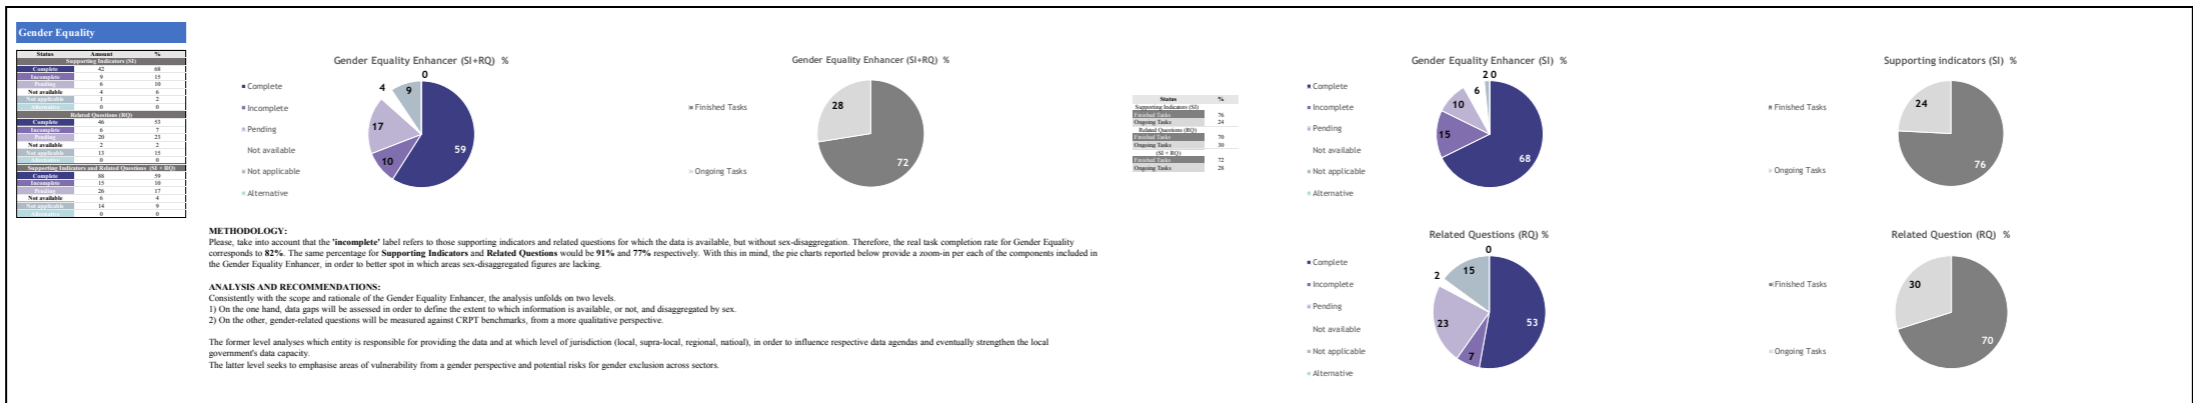 Gender Equality
Status Amount %
Supporting Indicators (SI)
Complete 42 68
Incomplete 9 15
Pending 6 10
Not available 4 6
Not applicable 1 2
Alternative 0 0
Related Questions (RQ)
Complete 46 53
Incomplete 6 7
Pending 20 23
Not available 2 2
Not applicable 13 15
Alternative 0 0
Supporting Indicators and Related Questions (SI + RQ)
Complete 88 59
Incomplete 15 10
Pending 26 17
Not available 6 4
Not applicable 14 9
Alternative 0 0
Gender Equality Enhancer (SI+RQ) %
Complete
Incomplete
Pending
Not available
Not applicable
Alternative
0
4
9
17
10
59
Gender Equality Enhancer (SI+RQ) %
Finished Tasks
Ongoing Tasks
28
72
METHODOLOGY:
Please, take into account that the 'incomplete' label refers to those supporting indicators and related questions for which the data is available, but without sex-disaggregation. Therefore, the real task completion rate for Gender Equality
corresponds to 82%. The same percentage for Supporting Indicators and Related Questions would be 91% and 77% respectively. With this in mind, the pie charts reported below provide a zoom-in per each of the components included in
the Gender Equality Enhancer, in order to better spot in which areas sex-disaggregated figures are lacking.
ANALYSIS AND RECOMMENDATIONS:
Consistently with the scope and rationale of the Gender Equality Enhancer, the analysis unfolds on two levels.
1) On the one hand, data gaps will be assessed in order to define the extent to which information is available, or not, and disaggregated by sex.
2) On the other, gender-related questions will be measured against CRPT benchmarks, from a more qualitative perspective.
The former level analyses which entity is responsible for providing the data and at which level of jurisdiction (local, supra-local, regional, natioal), in order to influence respective data agendas and eventually strengthen the local
government's data capacity.
The latter level seeks to emphasise areas of vulnerability from a gender perspective and potential risks for gender exclusion across sectors.
Status %
Supporting Indicators (SI)
Finished Tasks 76
Ongoing Tasks 24
Related Questions (RQ)
Finished Tasks 70
Ongoing Tasks 30
(SI + RQ)
Finished Tasks 72
Ongoing Tasks 28
Gender Equality Enhancer (SI) %
Complete
Incomplete
Pending
Not available
Not applicable
Alternative
2 0
6
10
15
68
Supporting indicators (SI) %
Finished Tasks
Ongoing Tasks
24
76
Related Questions (RQ) %
Complete
Incomplete
Pending
Not available
Not applicable
Alternative
0
2
15
23
7
53
Related Question (RQ) %
Finished Tasks
Ongoing Tasks
30
70